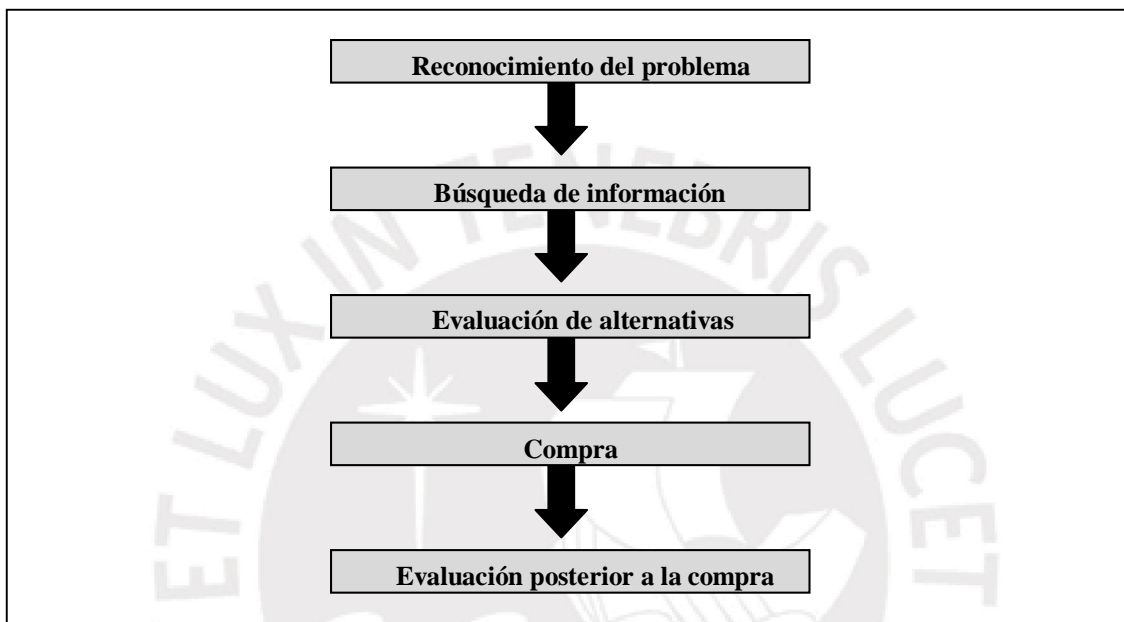 Reconocimiento del problema
Búsqueda de información
Evaluación de alternativas
Compra
Evaluación posterior a la compra
ET LUX IN TENEBRIS LUCET